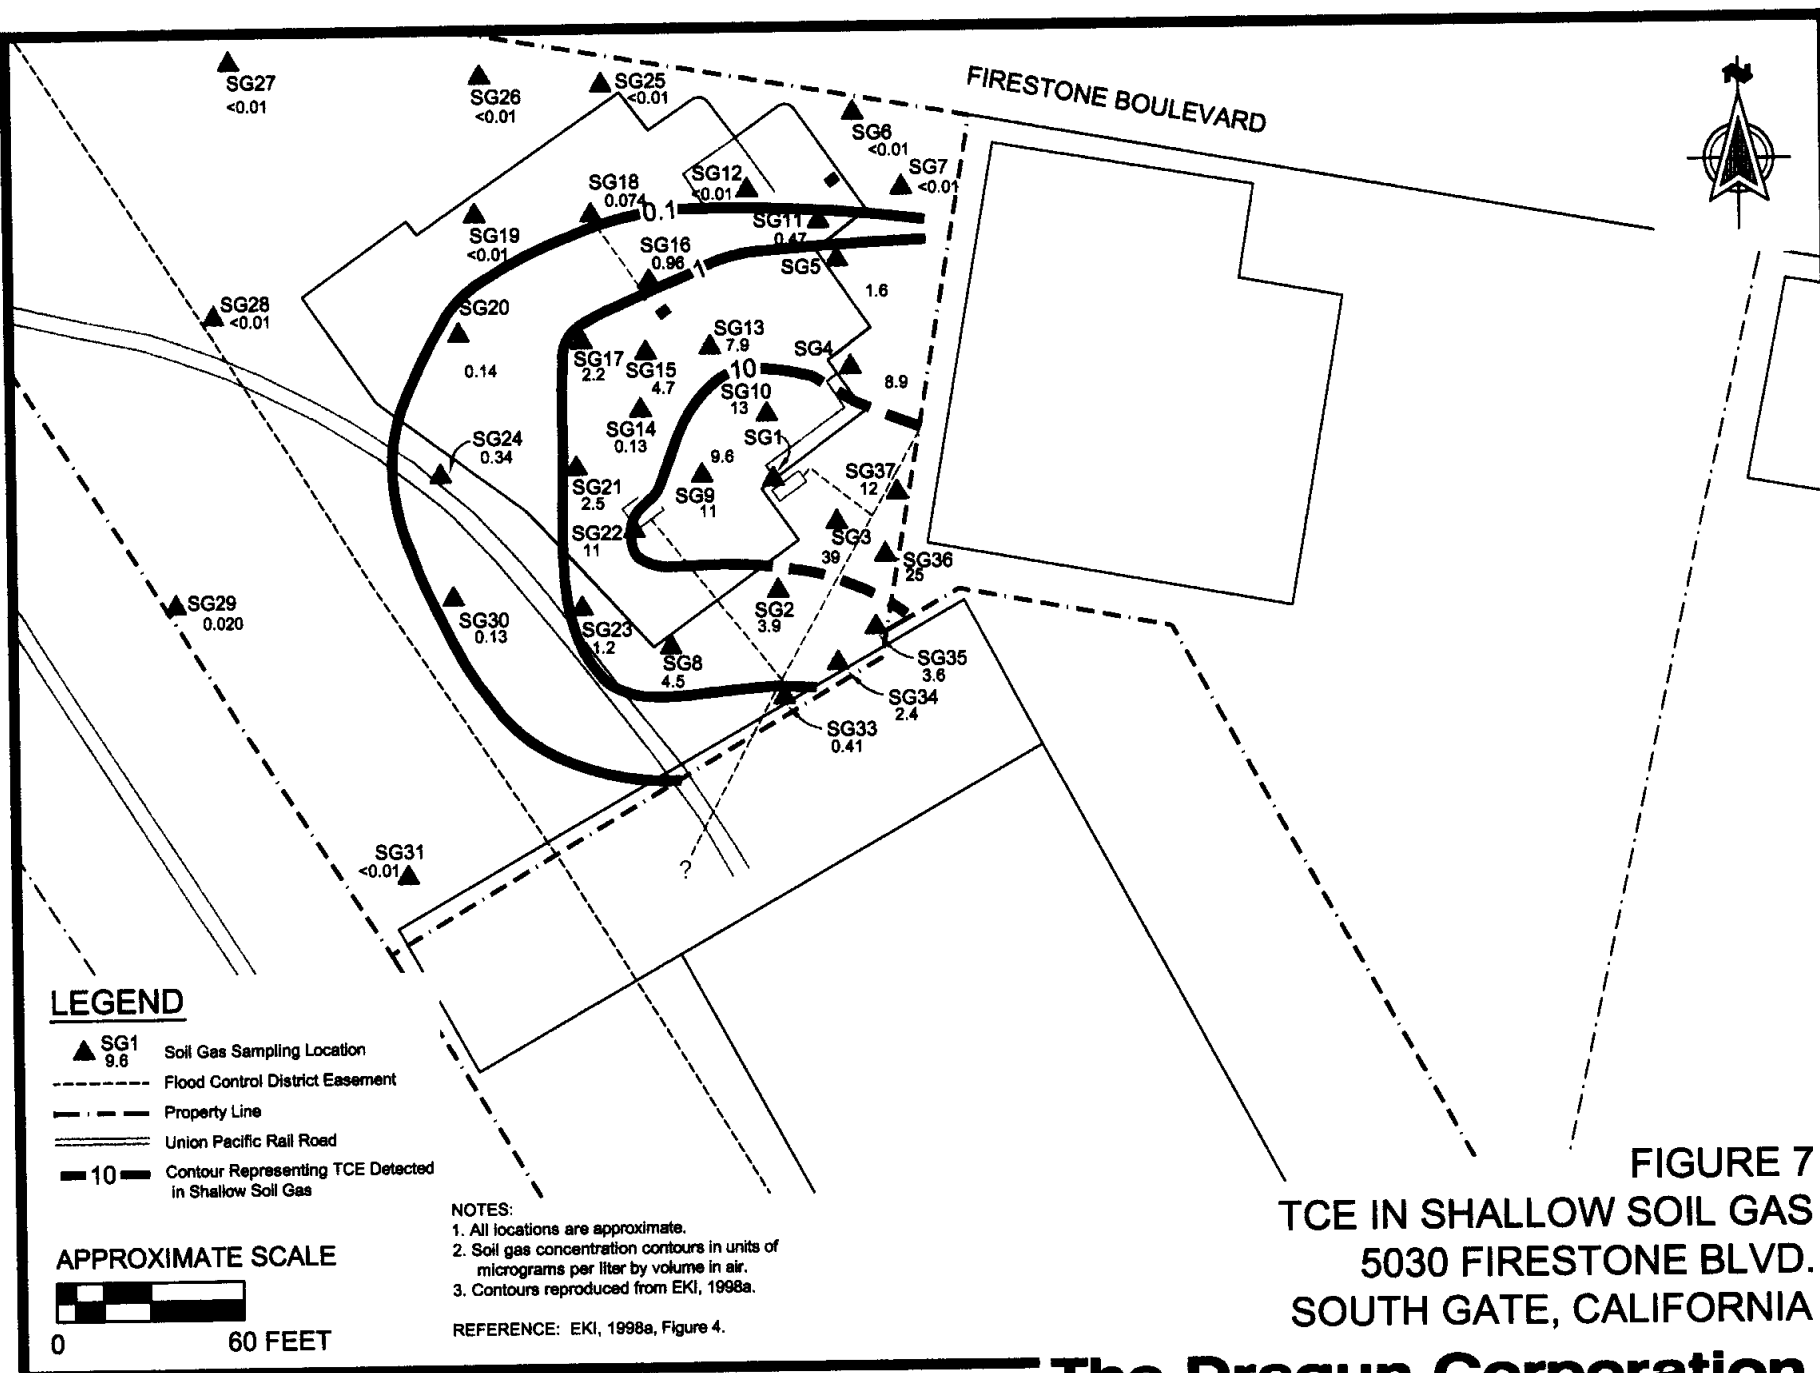 FIRESTONE BOULEVARD
N
SG27
<0.01
SG26
<0.01
SG25
<0.01
SG6
<0.01
SG7
<0.01
SG12
<0.01
SG18
0.074
0.1
SG11
0.47
SG19
<0.01
SG16
0.96
1
SG5
1.6
SG28
<0.01
SG20
0.14
SG17
2.2
SG15
4.7
SG13
7.9
SG4
8.9
10
SG10
13
SG14
0.13
SG1
9.6
SG24
0.34
SG21
2.5
SG9
11
SG37
12
SG22
11
SG3
39
SG36
25
SG29
0.020
SG30
0.13
SG23
1.2
SG2
3.9
SG8
4.5
SG35
3.6
SG34
2.4
SG33
0.41
SG31
<0.01
?
LEGEND
SG1
9.6
Soil Gas Sampling Location
Flood Control District Easement
Property Line
Union Pacific Rail Road
10
Contour Representing TCE Detected
in Shallow Soil Gas
APPROXIMATE SCALE
0 60 FEET
NOTES:
1. All locations are approximate.
2. Soil gas concentration contours in units of
micrograms per liter by volume in air.
3. Contours reproduced from EKI, 1998a.
REFERENCE: EKI, 1998a, Figure 4.
FIGURE 7
TCE IN SHALLOW SOIL GAS
5030 FIRESTONE BLVD.
SOUTH GATE, CALIFORNIA
The Dragun Corporation